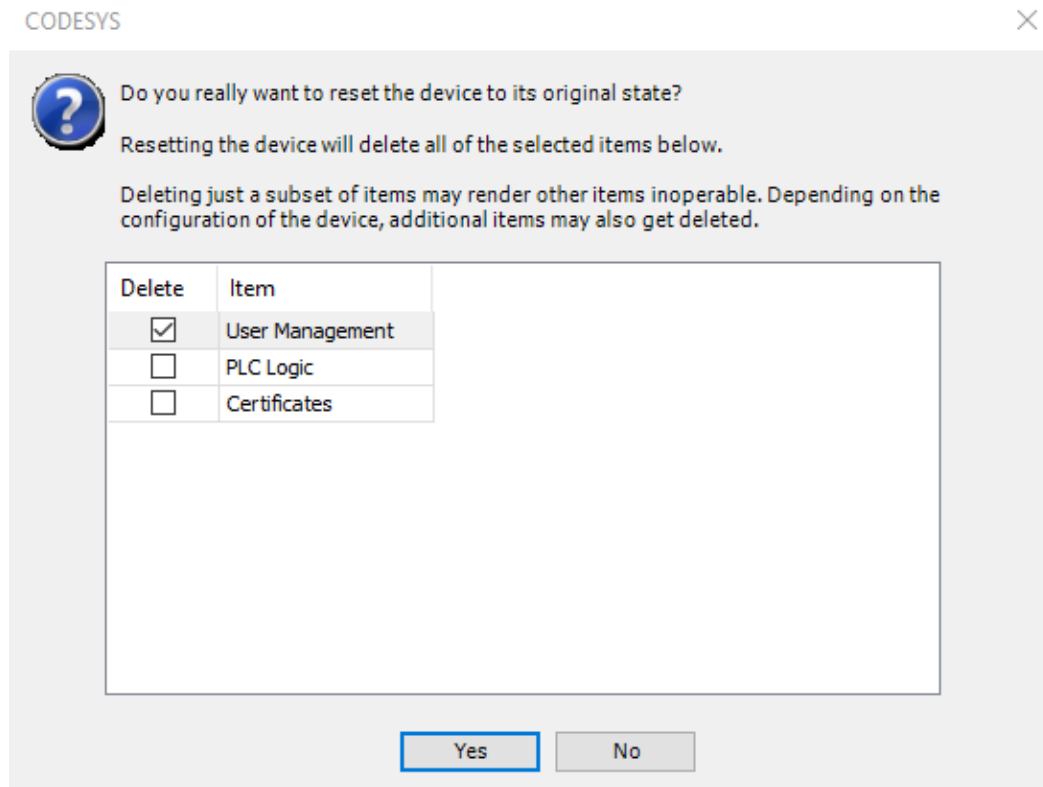 CODESYS
Do you really want to reset the device to its original state?
Resetting the device will delete all of the selected items below.
Deleting just a subset of items may render other items inoperable. Depending on the
configuration of the device, additional items may also get deleted.
Delete Item
User Management
PLC Logic
Certificates
Yes No